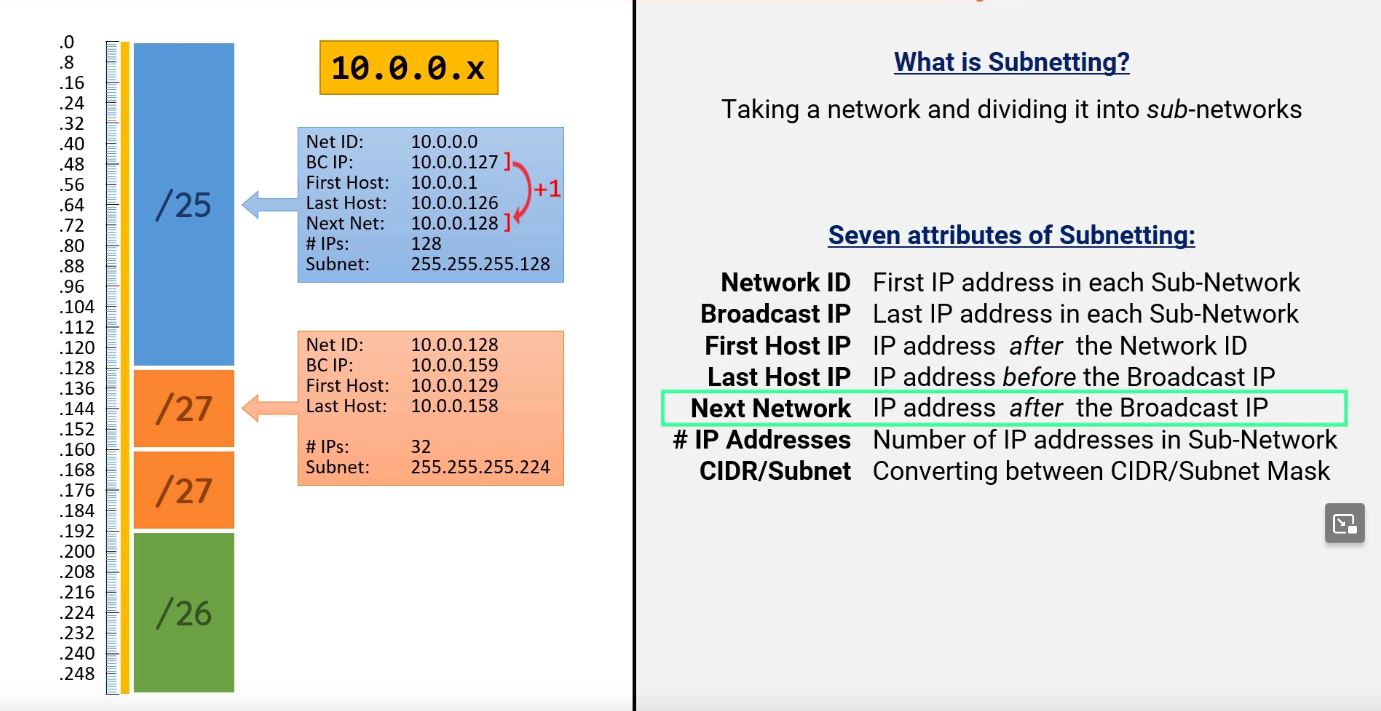 .0
.8
.16
.24
.32
.40
.48
.56
.64
.72
.80
.88
.96
.104
.112
.120
.128
.136
.144
.152
.160
.168
.176
.184
.192
.200
.208
.216
.224
.232
.240
.248
/25
/27
/27
/26
10.0.0.x
Net ID: 10.0.0.0
BC IP: 10.0.0.127 ]
First Host: 10.0.0.1 +1
Last Host: 10.0.0.126
Next Net: 10.0.0.128 ]
# IPs: 128
Subnet: 255.255.255.128
Net ID: 10.0.0.128
BC IP: 10.0.0.159
First Host: 10.0.0.129
Last Host: 10.0.0.158
# IPs: 32
Subnet: 255.255.255.224
What is Subnetting?
Taking a network and dividing it into sub-networks
Seven attributes of Subnetting:
Network ID First IP address in each Sub-Network
Broadcast IP Last IP address in each Sub-Network
First Host IP IP address after the Network ID
Last Host IP IP address before the Broadcast IP
Next Network IP address after the Broadcast IP
# IP Addresses Number of IP addresses in Sub-Network
CIDR/Subnet Converting between CIDR/Subnet Mask